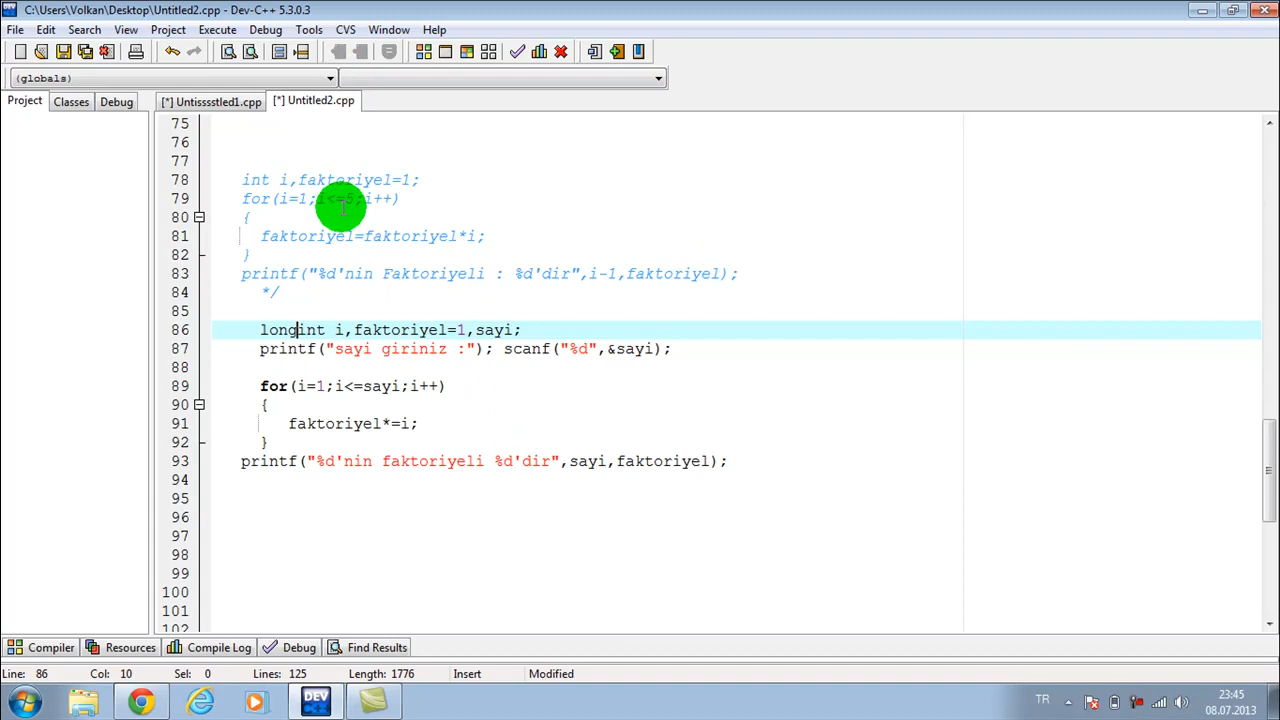 C:\Users\Volkan\Desktop\Untitled2.cpp - Dev-C++ 5.3.0.3
File Edit Search View Project Execute Debug Tools CVS Window Help
(globals)
Project Classes Debug [*] Untisssstled1.cpp [*] Untitled2.cpp
75
76
77
78 int i,faktoriyel=1;
79 for(i=1;i<=5;i++)
80 {
81 faktoriyel=faktoriyel*i;
82 }
83 printf("%d'nin Faktoriyeli : %d'dir",i-1,faktoriyel);
84 */
85
86 longint i,faktoriyel=1,sayi;
87 printf("sayi giriniz :"); scanf("%d",&sayi);
88
89 for(i=1;i<=sayi;i++)
90 {
91 faktoriyel*=i;
92 }
93 printf("%d'nin faktoriyeli %d'dir",sayi,faktoriyel);
94
95
96
97
98
99
100
101
102
Compiler Resources Compile Log Debug Find Results
Line: 86 Col: 10 Sel: 0 Lines: 125 Length: 1776 Insert Modified
DEV TR 23:45
08.07.2013